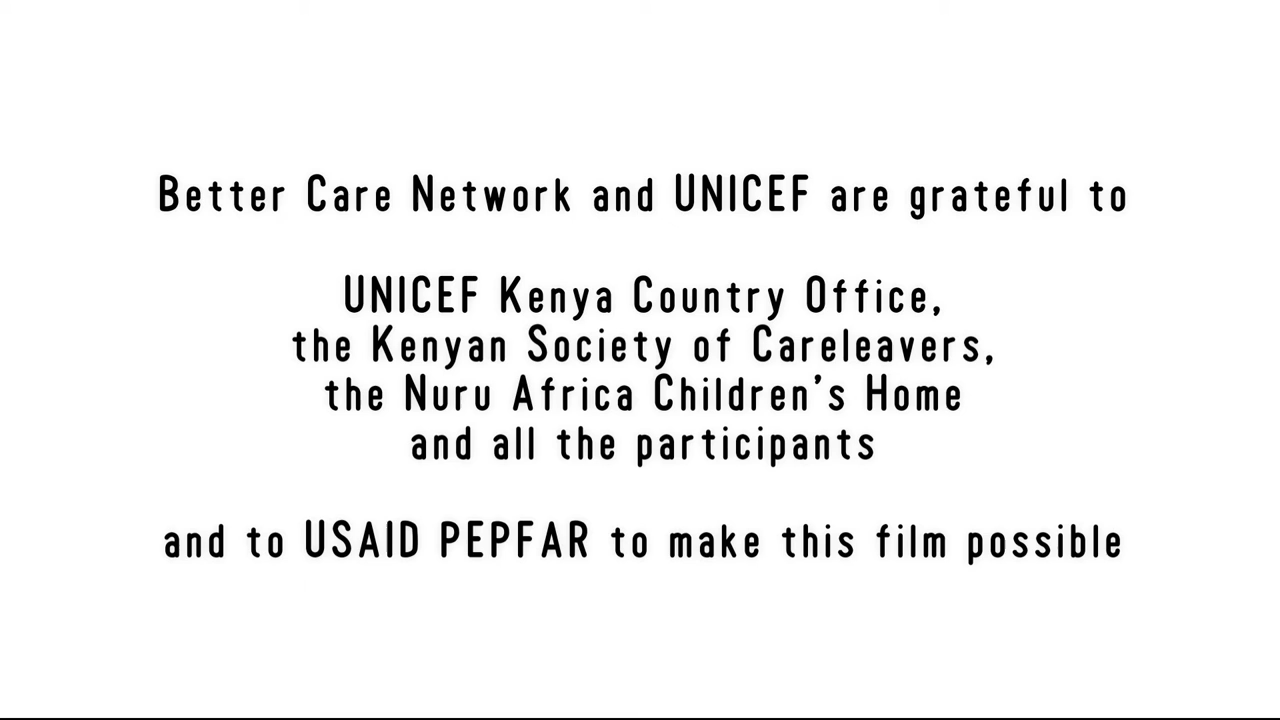 Better Care Network and UNICEF are grateful to
UNICEF Kenya Country Office,
the Kenyan Society of Careleavers,
the Nuru Africa Children's Home
and all the participants
and to USAID PEPFAR to make this film possible